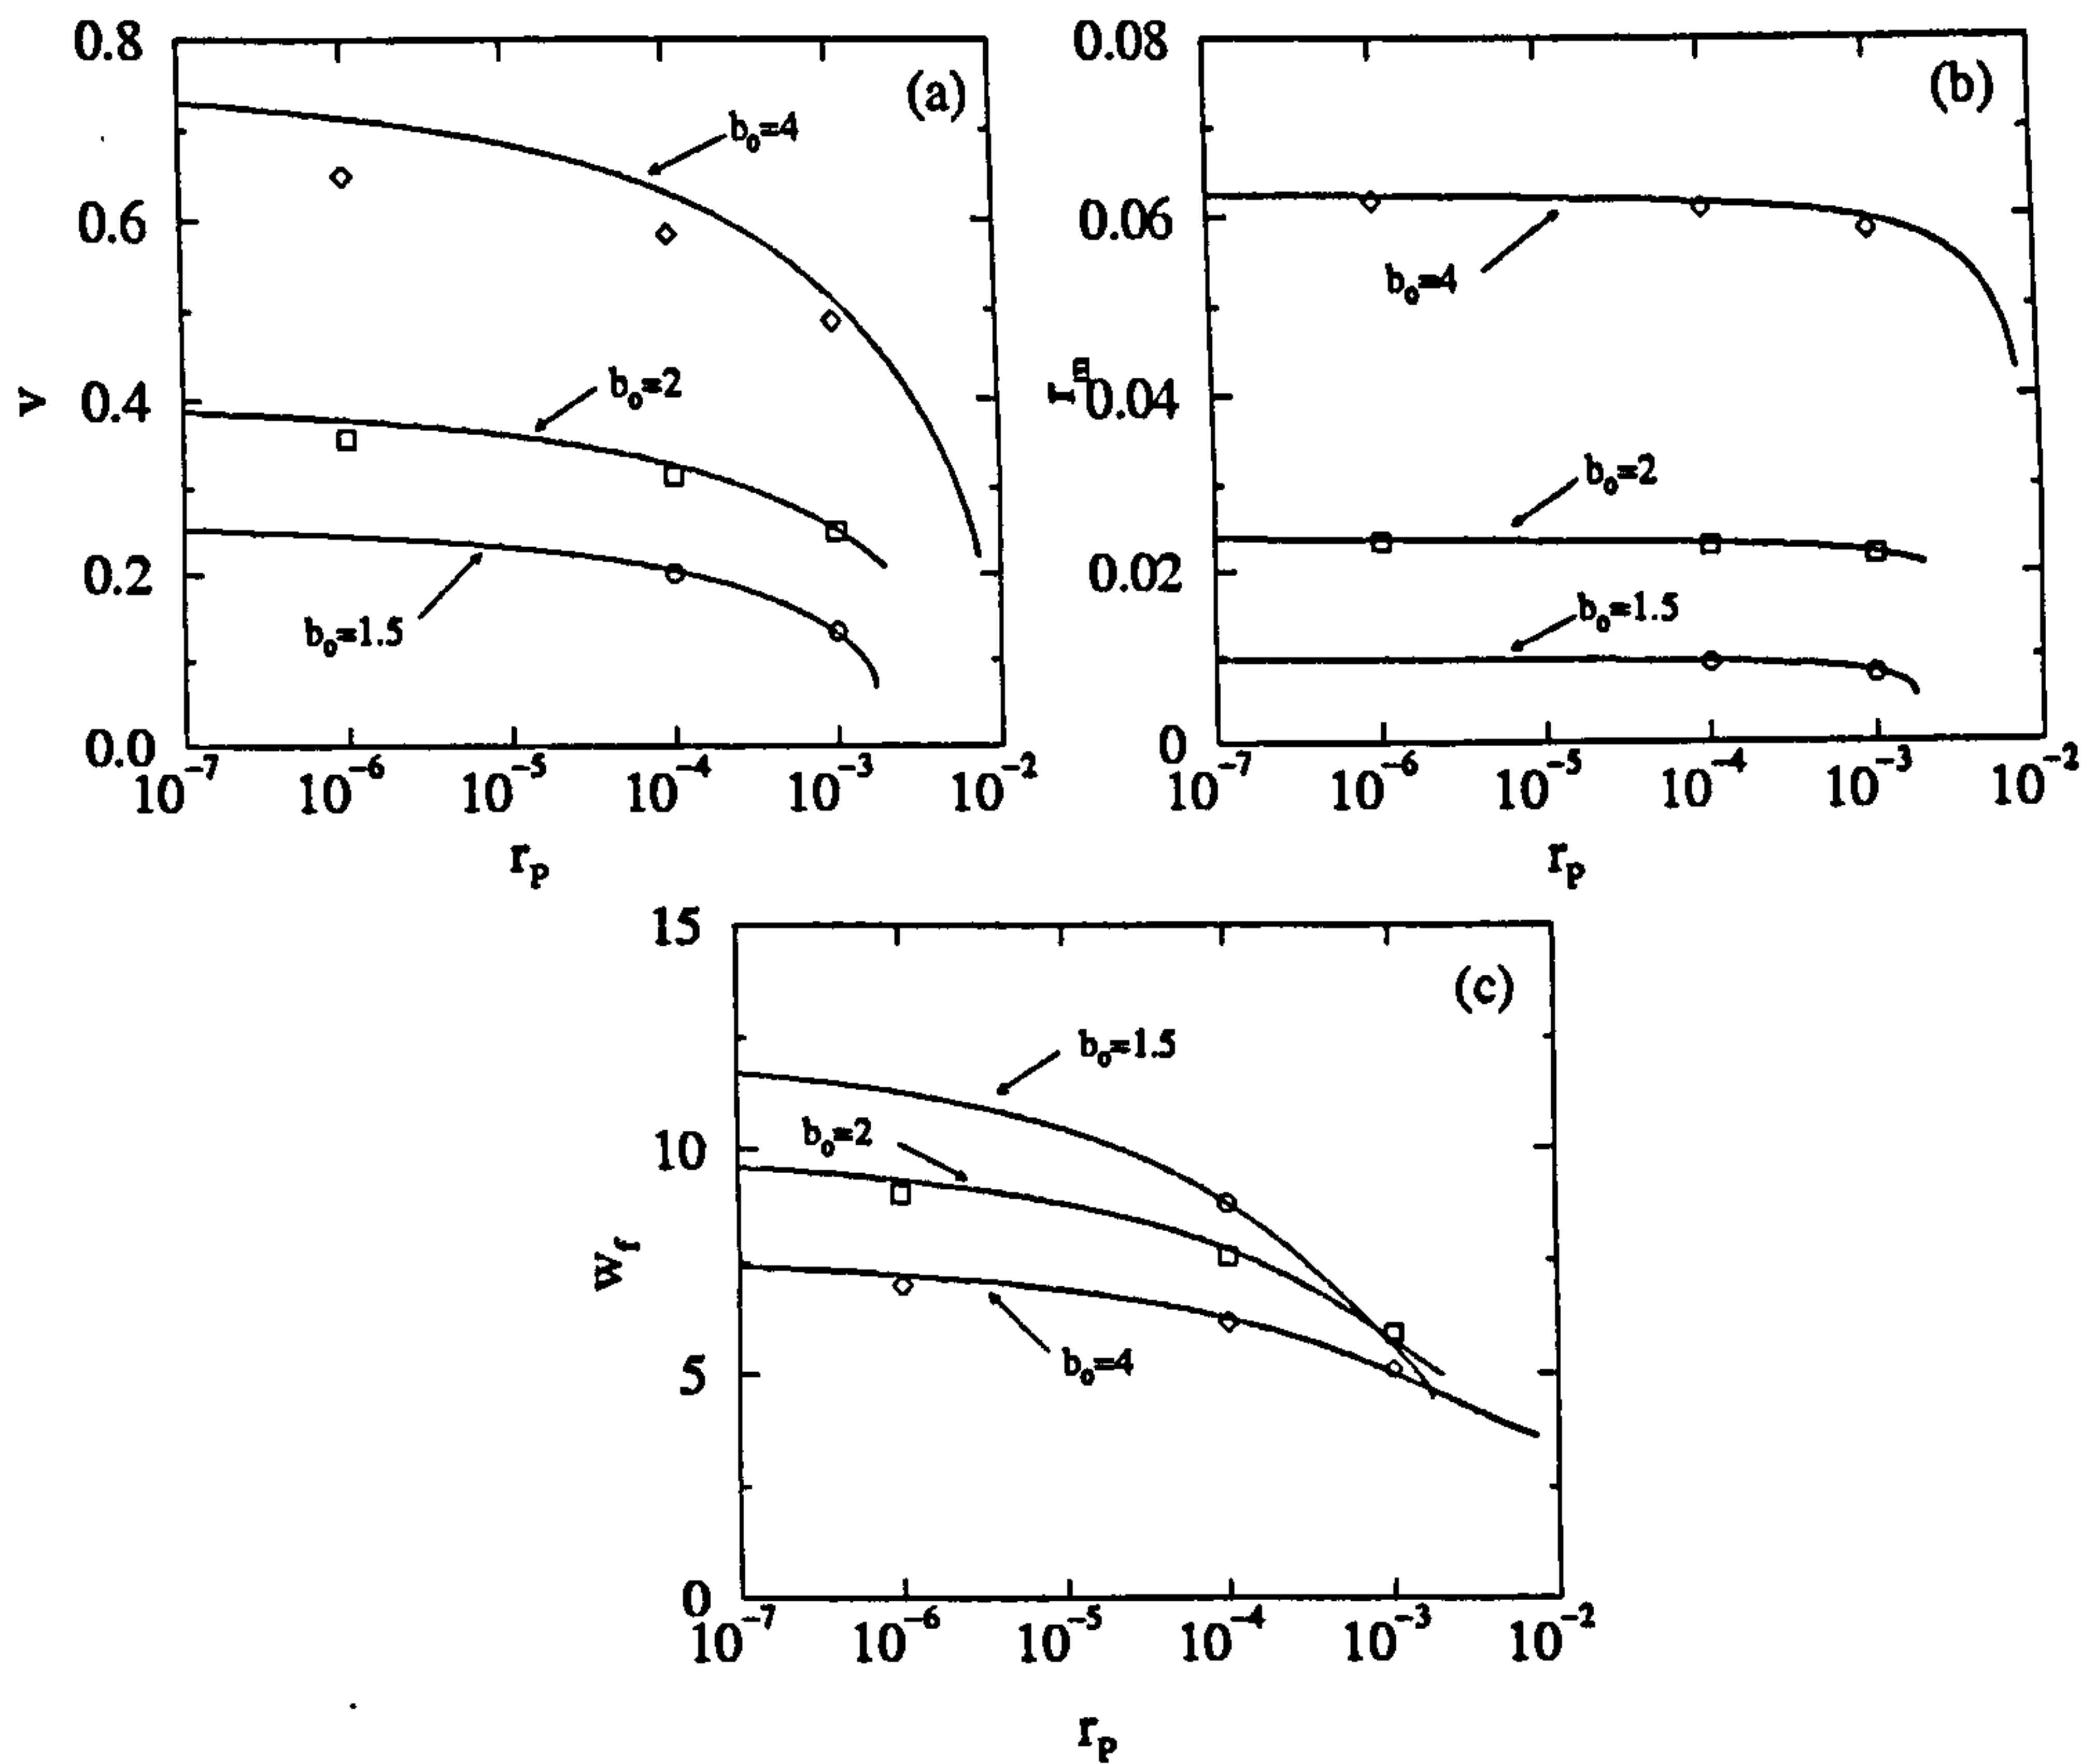 (a)
0.8
0.6
0.4
0.2
0.0
v
b₀=4
b₀=2
b₀=1.5
10⁻⁷ 10⁻⁶ 10⁻⁵ 10⁻⁴ 10⁻³ 10⁻²
rₚ
(b)
0.08
0.06
0.04
0.02
0
b₀=4
b₀=2
b₀=1.5
10⁻⁷ 10⁻⁶ 10⁻⁵ 10⁻⁴ 10⁻³ 10⁻²
rₚ
(c)
15
10
5
0
w_f
b₀=1.5
b₀=2
b₀=4
10⁻⁷ 10⁻⁶ 10⁻⁵ 10⁻⁴ 10⁻³ 10⁻²
rₚ